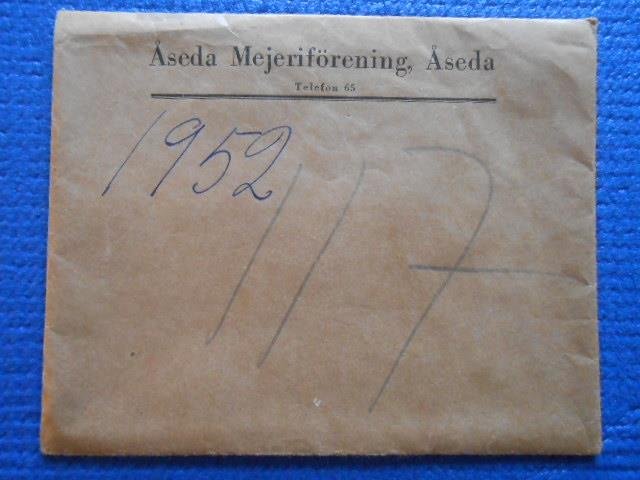 Åseda Mejeriförening, Åseda
Telefon 65
1952
117